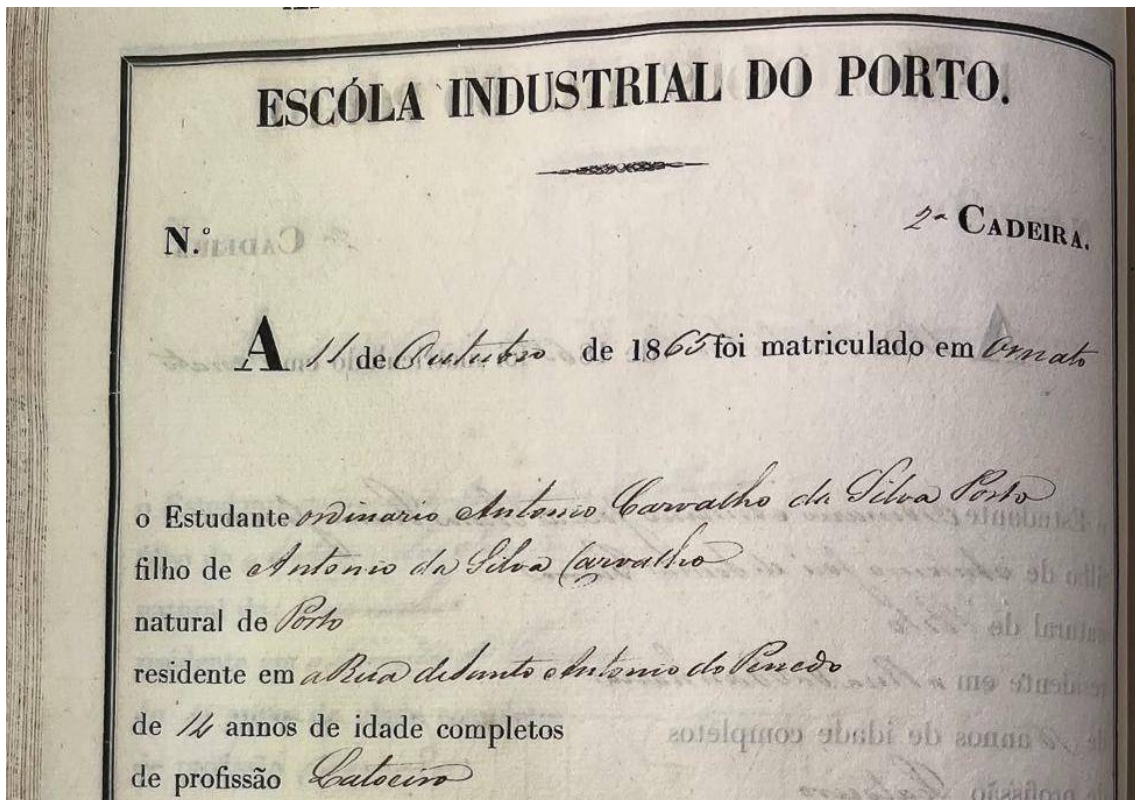 ESCÓLA INDUSTRIAL DO PORTO.
N.º 2ª CADEIRA.
A 11 de Outubro de 1865 foi matriculado em Ornato
o Estudante ordinario Antonio Carvalho da Silva Porto
filho de Antonio da Silva Carvalho
natural de Porto
residente em a Rua de Santo Antonio do Penedo
de 14 annos de idade completos
de profissão Latoeiro